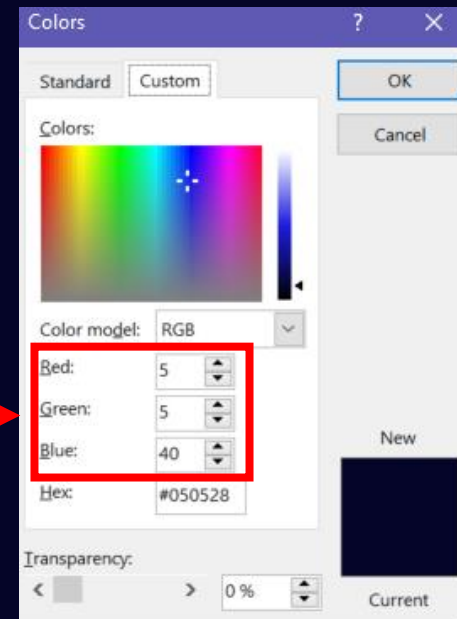 Colors ? ×
Standard Custom
OK
Colors:
Cancel
Color model: RGB
Red: 5
Green: 5
Blue: 40
Hex: #050528
New
Transparency:
< > 0 %
Current